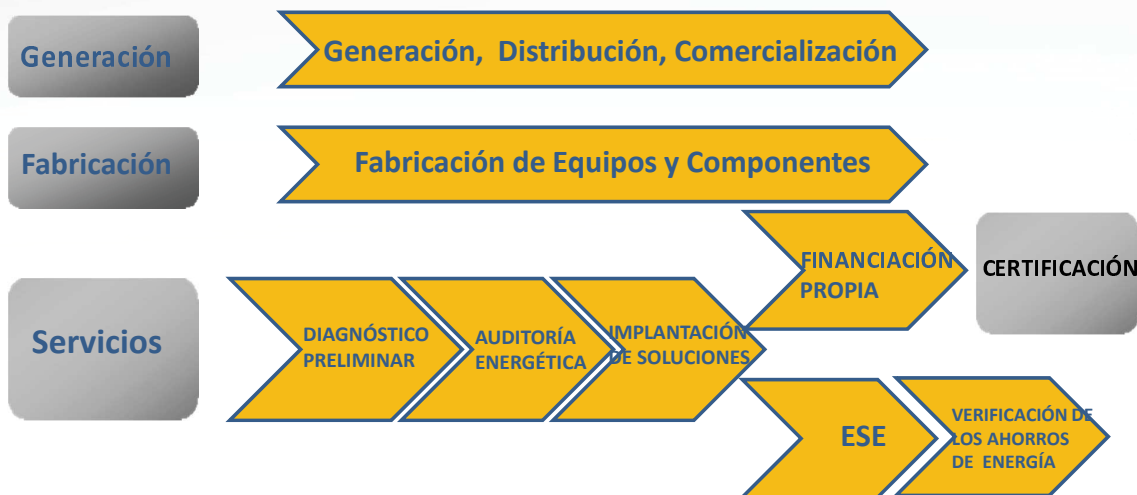 Generación
Generación, Distribución, Comercialización
Fabricación
Fabricación de Equipos y Componentes
Servicios
DIAGNÓSTICO
PRELIMINAR
AUDITORÍA
ENERGÉTICA
IMPLANTACIÓN
DE SOLUCIONES
FINANCIACIÓN
PROPIA
CERTIFICACIÓN
ESE
VERIFICACIÓN DE
LOS AHORROS
DE ENERGÍA